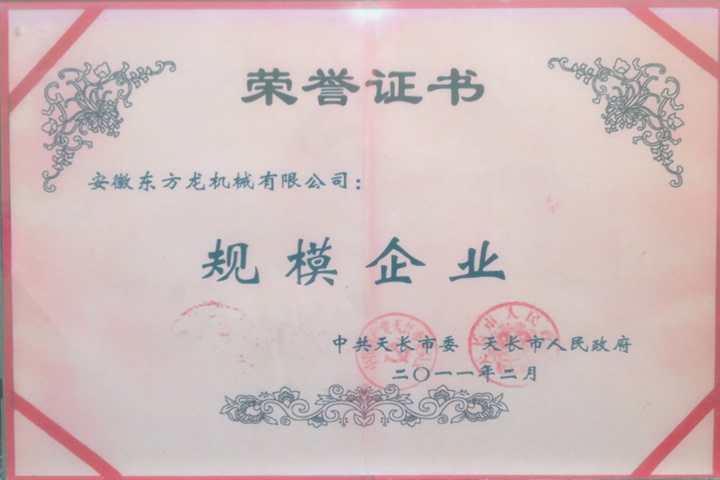 荣誉证书
安徽东方龙机械有限公司：
规模企业
中共天长市委 天长市人民政府
二〇一一年二月